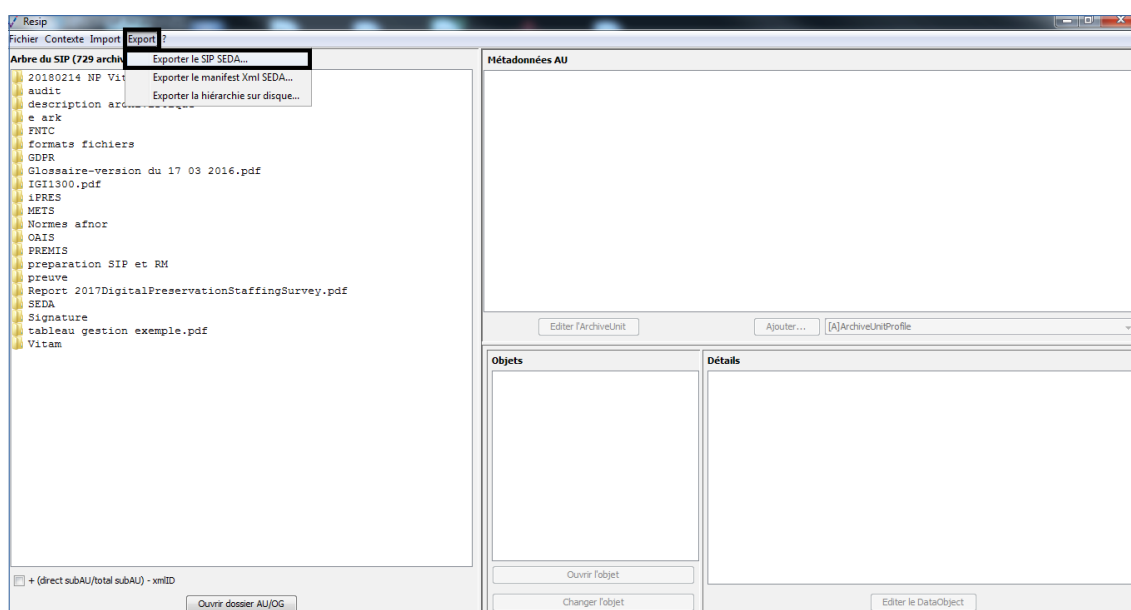 Resip
Fichier Contexte Import Export ?
Arbre du SIP (729 archiv
Exporter le SIP SEDA...
Exporter le manifest Xml SEDA...
Exporter la hiérarchie sur disque...
20180214 NP Vit
audit
description archivistique
e ark
FNTC
formats fichiers
GDPR
Glossaire-version du 17 03 2016.pdf
IGI1300.pdf
iPRES
METS
Normes afnor
OAIS
PREMIS
preparation SIP et RM
preuve
Report 2017DigitalPreservationStaffingSurvey.pdf
SEDA
Signature
tableau gestion exemple.pdf
Vitam
+ (direct subAU/total subAU) - xmlID
Ouvrir dossier AU/OG
Métadonnées AU
Editer l'ArchiveUnit
Ajouter...
[A]ArchiveUnitProfile
Objets
Ouvrir l'objet
Changer l'objet
Détails
Editer le DataObject